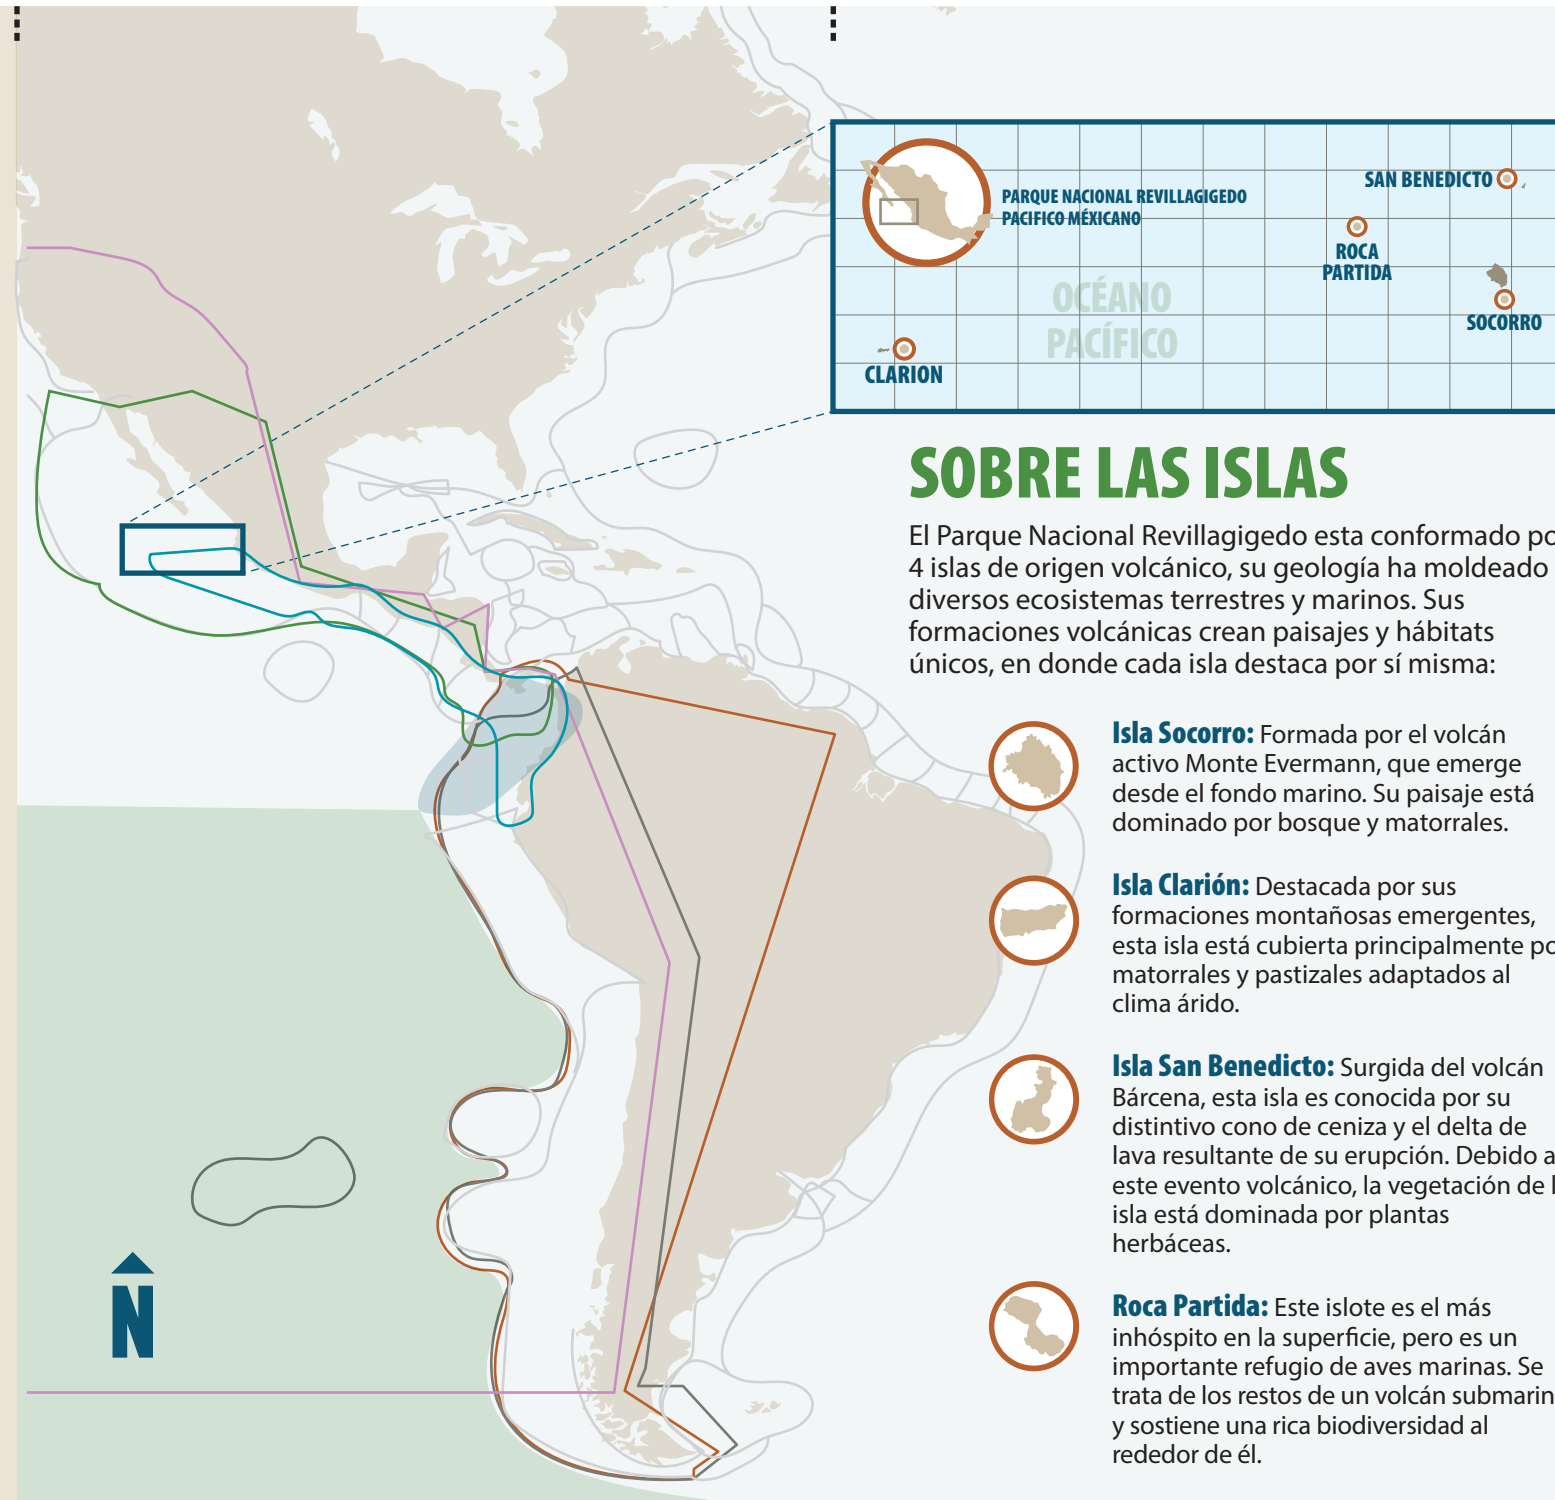 PARQUE NACIONAL REVILLAGIGEDO
PACIFICO MÉXICANO
SAN BENEDICTO
ROCA
PARTIDA
SOCORRO
OCÉANO
PACÍFICO
CLARION
SOBRE LAS ISLAS
El Parque Nacional Revillagigedo esta conformado po
4 islas de origen volcánico, su geología ha moldeado
diversos ecosistemas terrestres y marinos. Sus
formaciones volcánicas crean paisajes y hábitats
únicos, en donde cada isla destaca por sí misma:
Isla Socorro: Formada por el volcán
activo Monte Evermann, que emerge
desde el fondo marino. Su paisaje está
dominado por bosque y matorrales.
Isla Clarión: Destacada por sus
formaciones montañosas emergentes,
esta isla está cubierta principalmente po
matorrales y pastizales adaptados al
clima árido.
Isla San Benedicto: Surgida del volcán
Bárcena, esta isla es conocida por su
distintivo cono de ceniza y el delta de
lava resultante de su erupción. Debido a
este evento volcánico, la vegetación de l
isla está dominada por plantas
herbáceas.
Roca Partida: Este islote es el más
inhóspito en la superficie, pero es un
importante refugio de aves marinas. Se
trata de los restos de un volcán submarin
y sostiene una rica biodiversidad al
rededor de él.
N